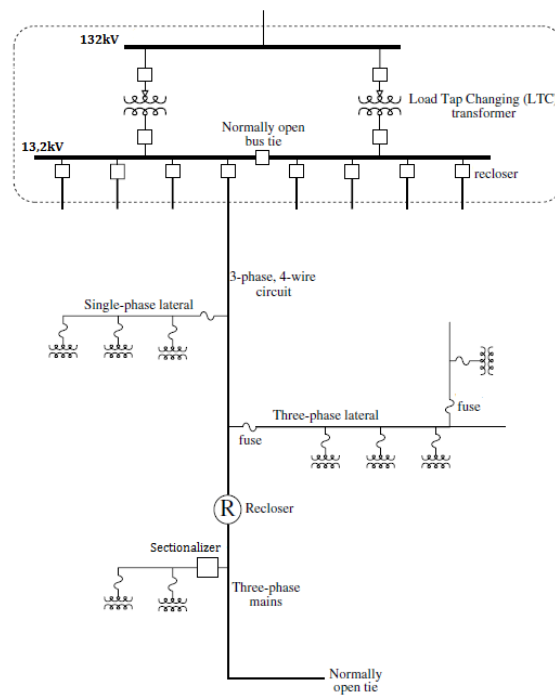 132kV
Load Tap Changing (LTC)
transformer
Normally open
bus tie
13,2kV
recloser
3-phase, 4-wire
circuit
Single-phase lateral
fuse
Three-phase lateral
fuse
R Recloser
Sectionalizer
Three-phase
mains
Normally
open tie